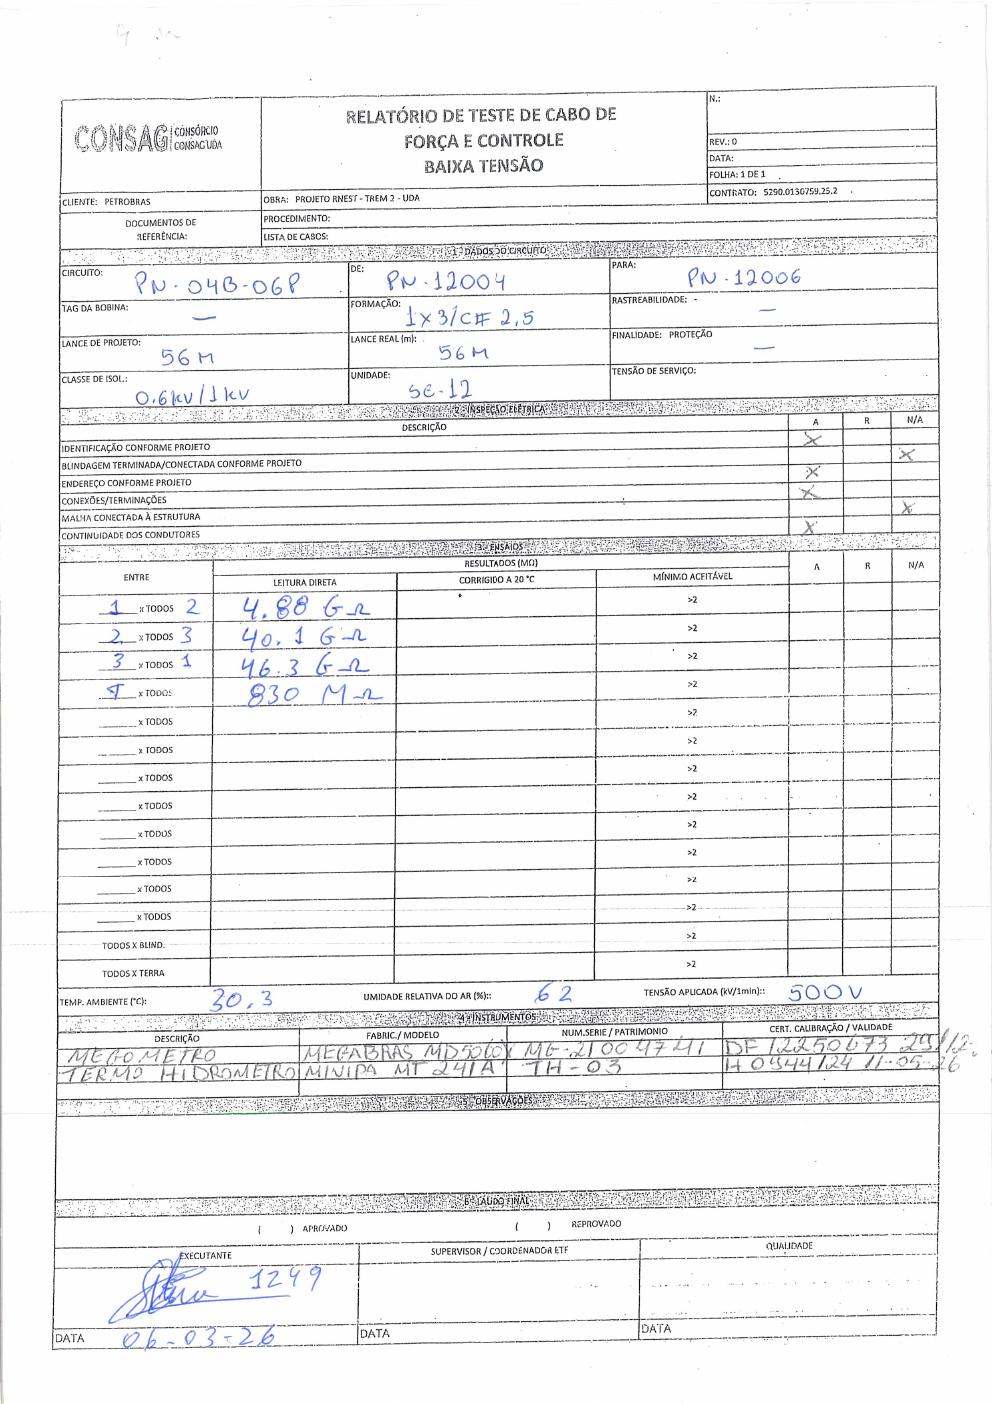 CONSAG CONSÓRCIO CONSAG UDA
RELATÓRIO DE TESTE DE CABO DE
FORÇA E CONTROLE
BAIXA TENSÃO
N.:
REV.: 0
DATA:
FOLHA: 1 DE 1
CLIENTE: PETROBRAS
OBRA: PROJETO RNEST - TREM 2 - UDA
CONTRATO: 5290.0130759.25.2
DOCUMENTOS DE REFERÊNCIA:
PROCEDIMENTO:
LISTA DE CABOS:
1 - DADOS DO CIRCUITO
CIRCUITO: PN-04B-06P
DE: PN-12004
PARA: PN-12006
TAG DA BOBINA: —
FORMAÇÃO: 1X3/C# 2,5
RASTREABILIDADE: - —
LANCE DE PROJETO: 56M
LANCE REAL (m): 56M
FINALIDADE: PROTEÇÃO —
CLASSE DE ISOL.: 0.6KV/1KV
UNIDADE: SE-12
TENSÃO DE SERVIÇO:
2 - INSPEÇÃO ELÉTRICA
DESCRIÇÃO A R N/A
IDENTIFICAÇÃO CONFORME PROJETO X
BLINDAGEM TERMINADA/CONECTADA CONFORME PROJETO X
ENDEREÇO CONFORME PROJETO X
CONEXÕES/TERMINAÇÕES X
MALHA CONECTADA À ESTRUTURA X
CONTINUIDADE DOS CONDUTORES X
3 - ENSAIOS
ENTRE RESULTADOS (MΩ) A R N/A
LEITURA DIRETA CORRIGIDO A 20 °C MÍNIMO ACEITÁVEL
1 x TODOS 2 4.88 GΩ >2
2 x TODOS 3 40.1 GΩ >2
3 x TODOS 1 46.3 GΩ >2
T x TODOS 830 MΩ >2
x TODOS >2
x TODOS >2
x TODOS >2
x TODOS >2
x TODOS >2
x TODOS >2
x TODOS >2
x TODOS >2
TODOS X BLIND. >2
TODOS X TERRA >2
TEMP. AMBIENTE (°C): 30,3 UMIDADE RELATIVA DO AR (%):: 62 TENSÃO APLICADA (kV/1min):: 500V
4 - INSTRUMENTOS
DESCRIÇÃO FABRIC./ MODELO NUM.SERIE / PATRIMONIO CERT. CALIBRAÇÃO / VALIDADE
MEGOMETRO MEGABRAS MD5060X MG-21004741 DF12250673 29/12.
TERMO HIDROMETRO MINIPA MT 241A TH-03 H 0544/24 11-05-26
5 - OBSERVAÇÕES
6 - LAUDO FINAL
( ) APROVADO ( ) REPROVADO
EXECUTANTE SUPERVISOR / COORDENADOR ETF QUALIDADE
1249
DATA 06-03-26 DATA DATA